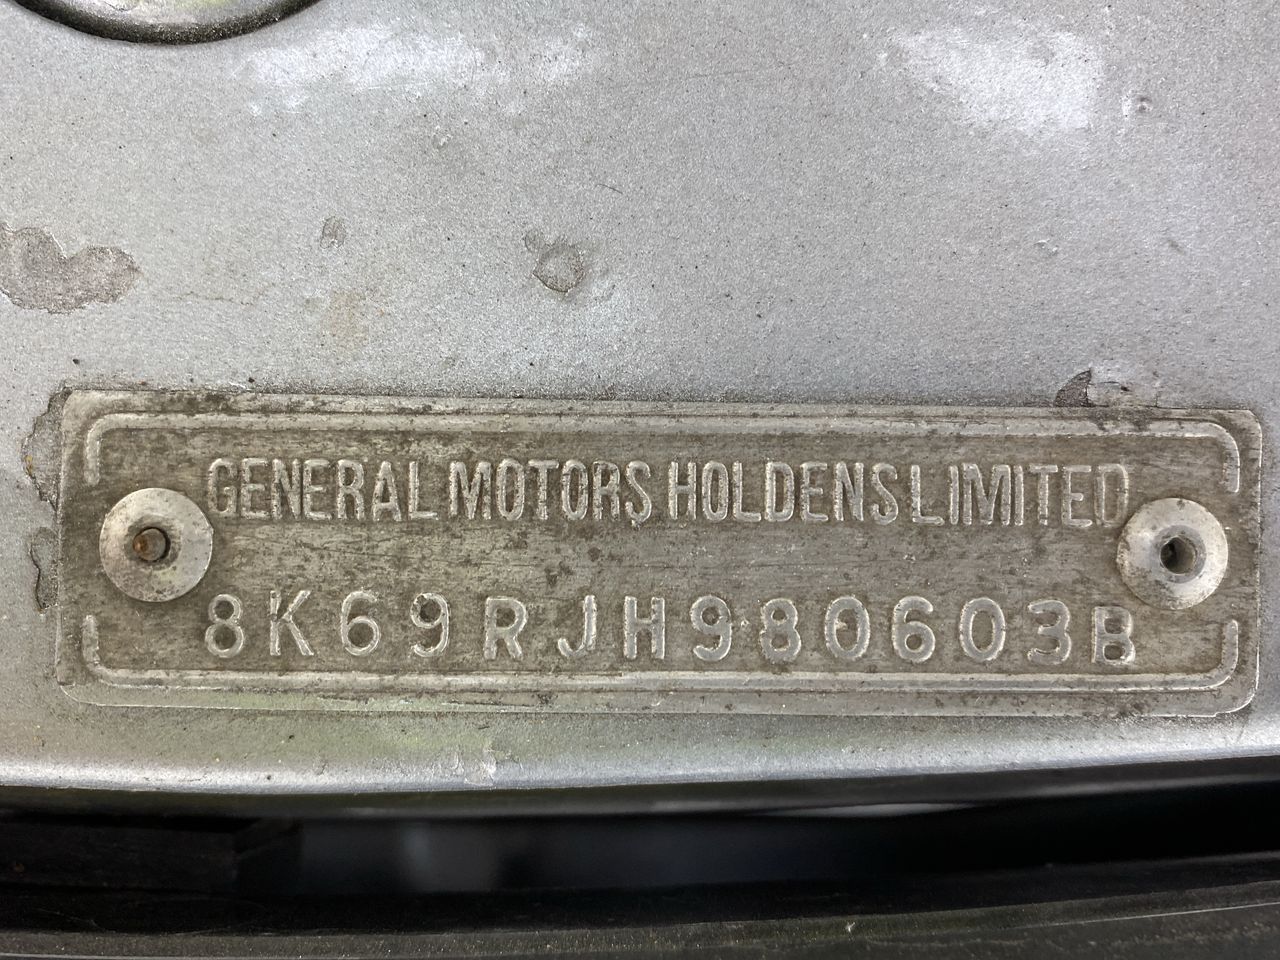 GENERAL MOTORS HOLDENS LIMITED
8K69RJH980603B